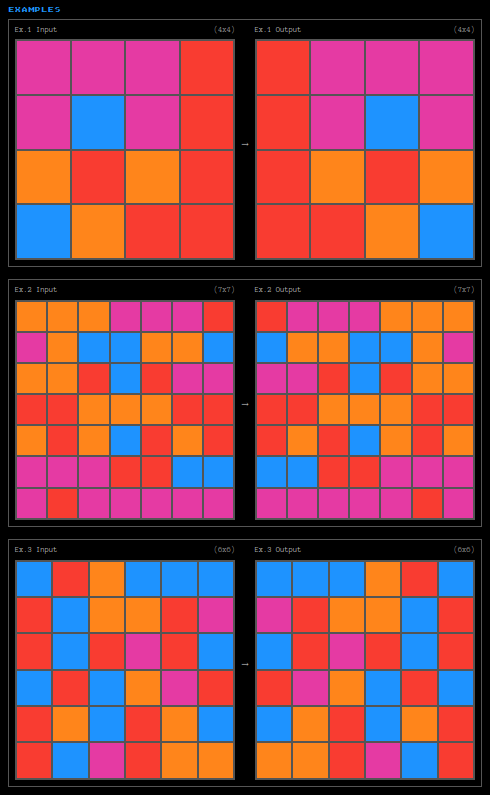 EXAMPLES
Ex.1 Input (4x4) Ex.1 Output (4x4)
→
Ex.2 Input (7x7) Ex.2 Output (7x7)
→
Ex.3 Input (6x6) Ex.3 Output (6x6)
→